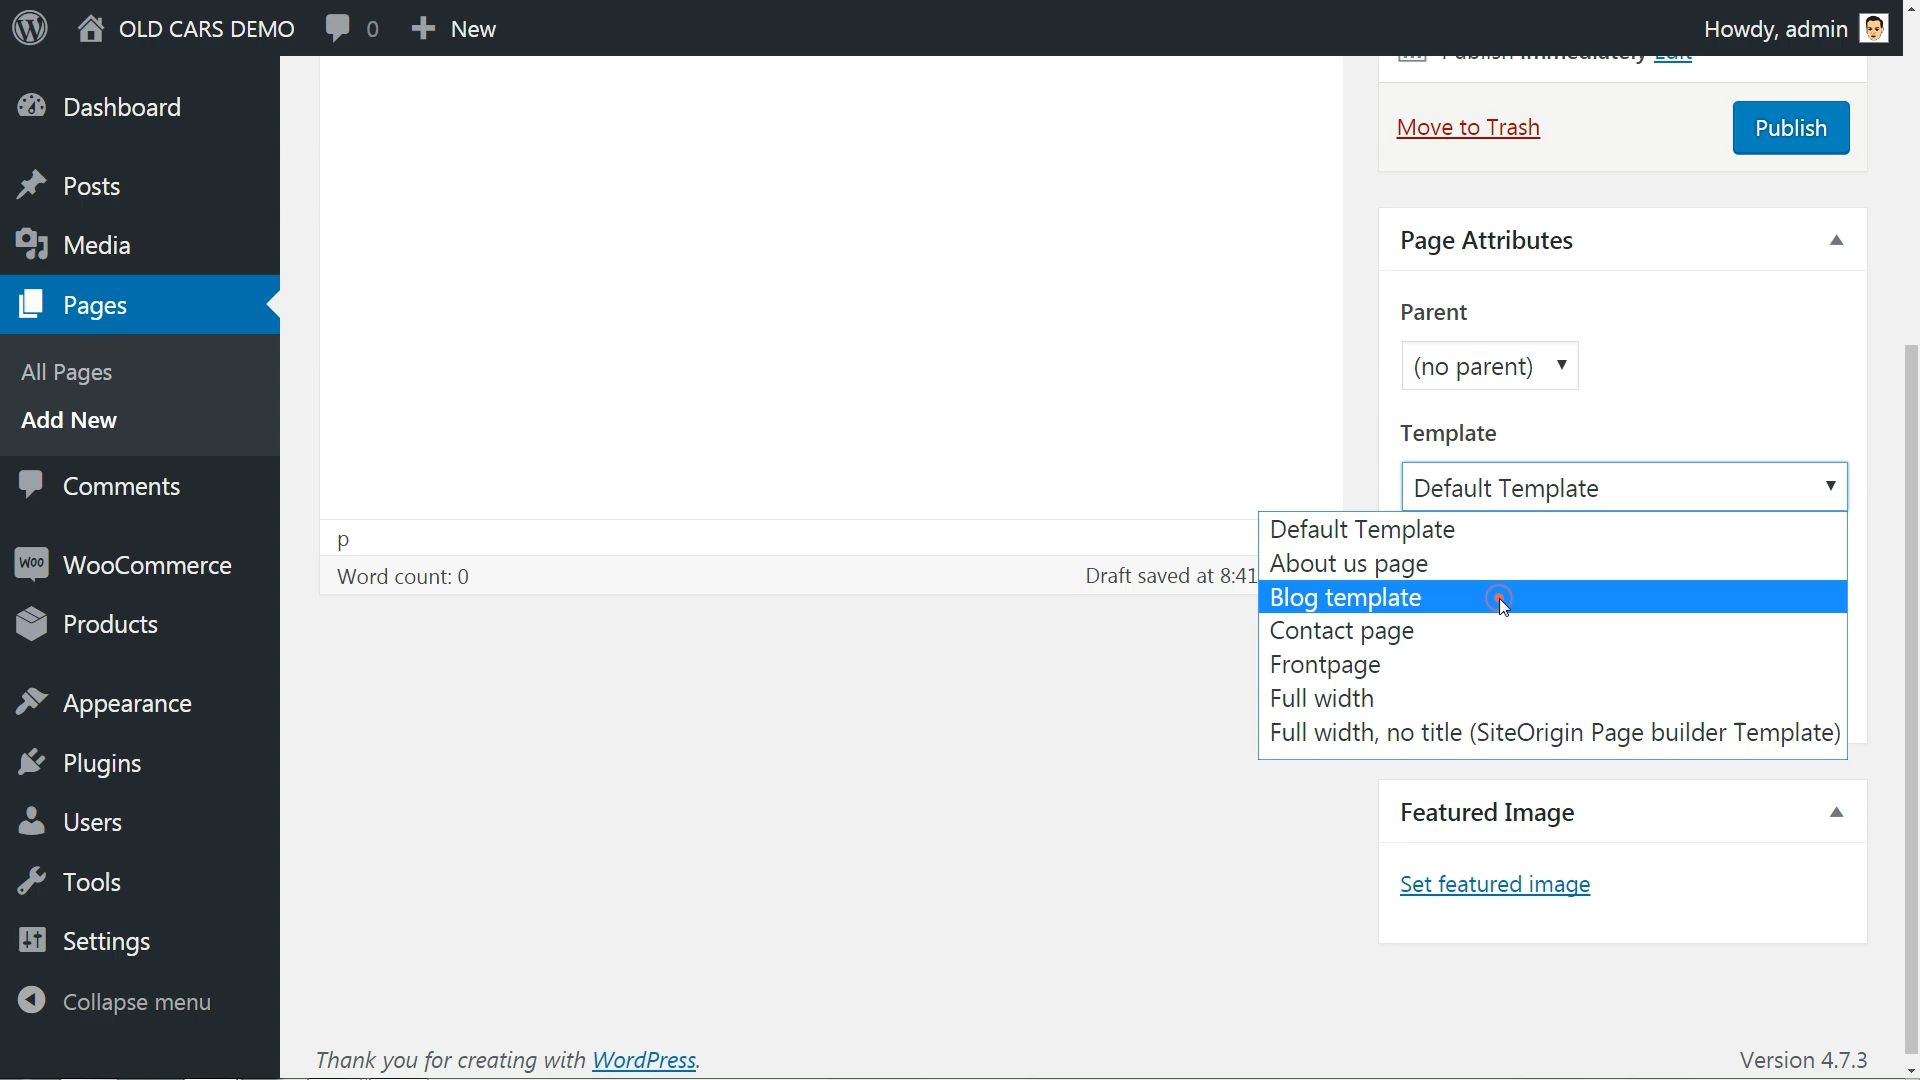 OLD CARS DEMO 0 New Howdy, admin
Dashboard
Posts
Media
Pages
All Pages
Add New
Comments
WOO WooCommerce
Products
Appearance
Plugins
Users
Tools
Settings
Collapse menu
p
Word count: 0 Draft saved at 8:41
Publish immediately Edit
Move to Trash Publish
Page Attributes
Parent
(no parent)
Template
Default Template
Default Template
About us page
Blog template
Contact page
Frontpage
Full width
Full width, no title (SiteOrigin Page builder Template)
Featured Image
Set featured image
Thank you for creating with WordPress.
Version 4.7.3